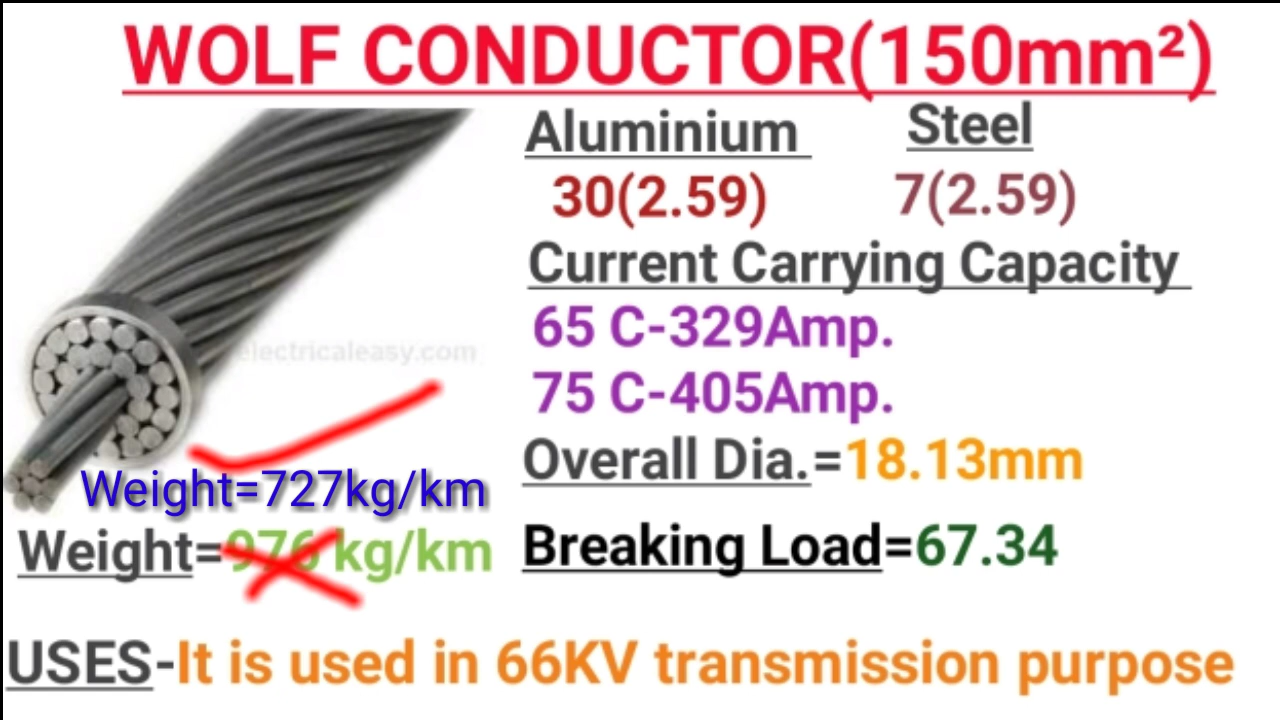 WOLF CONDUCTOR(150mm²)
Aluminium Steel
30(2.59) 7(2.59)
Current Carrying Capacity
65 C-329Amp.
75 C-405Amp.
electricaleasy.com
Overall Dia.=18.13mm
Weight=727kg/km
Weight=976 kg/km
Breaking Load=67.34
USES-It is used in 66KV transmission purpose